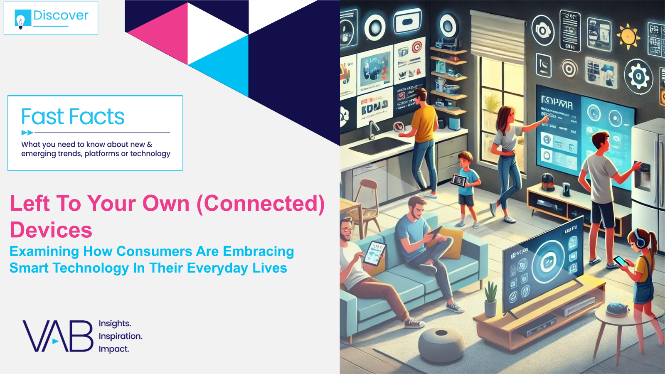 Discover
Fast Facts
What you need to know about new &
emerging trends, platforms or technology
Left To Your Own (Connected)
Devices
Examining How Consumers Are Embracing
Smart Technology In Their Everyday Lives
VAB
Insights.
Inspiration.
Impact.